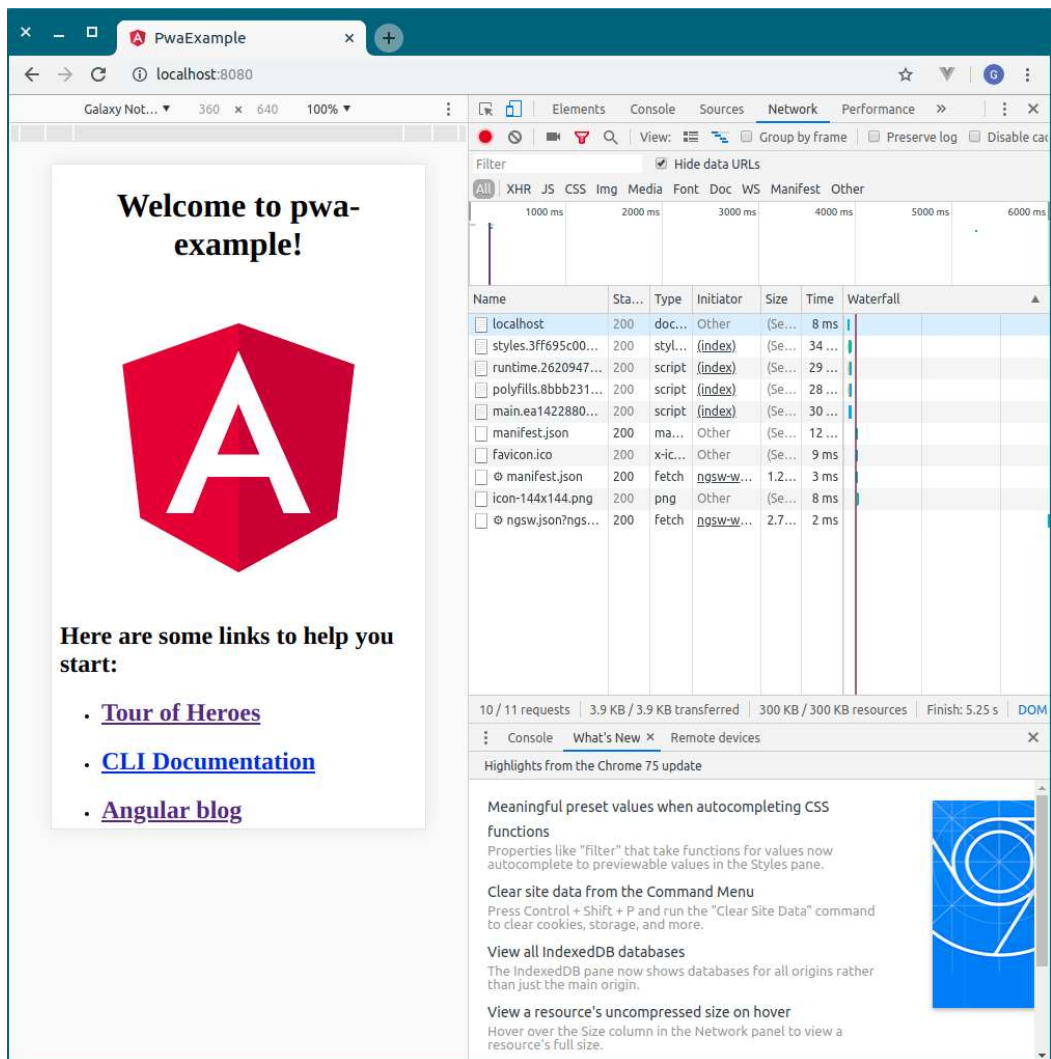 PwaExample
localhost:8080
G
Galaxy Not... ▼ 360 × 640 100% ▼
Elements Console Sources Network Performance »
View: Group by frame Preserve log Disable cac
Filter Hide data URLs
All XHR JS CSS Img Media Font Doc WS Manifest Other
1000 ms 2000 ms 3000 ms 4000 ms 5000 ms 6000 ms
Name Sta... Type Initiator Size Time Waterfall
localhost 200 doc... Other (Se... 8 ms
styles.3ff695c00... 200 styl... (index) (Se... 34 ...
runtime.2620947... 200 script (index) (Se... 29 ...
polyfills.8bbb231... 200 script (index) (Se... 28 ...
main.ea1422880... 200 script (index) (Se... 30 ...
manifest.json 200 ma... Other (Se... 12 ...
favicon.ico 200 x-ic... Other (Se... 9 ms
manifest.json 200 fetch ngsw-w... 1.2... 3 ms
icon-144x144.png 200 png Other (Se... 8 ms
ngsw.json?ngs... 200 fetch ngsw-w... 2.7... 2 ms
10 / 11 requests 3.9 KB / 3.9 KB transferred 300 KB / 300 KB resources Finish: 5.25 s DOM
Console What's New × Remote devices
Highlights from the Chrome 75 update
Meaningful preset values when autocompleting CSS
functions
Properties like "filter" that take functions for values now
autocomplete to previewable values in the Styles pane.
Clear site data from the Command Menu
Press Control + Shift + P and run the "Clear Site Data" command
to clear cookies, storage, and more.
View all IndexedDB databases
The IndexedDB pane now shows databases for all origins rather
than just the main origin.
View a resource's uncompressed size on hover
Hover over the Size column in the Network panel to view a
resource's full size.
Welcome to pwa-
example!
A
Here are some links to help you
start:
• Tour of Heroes
• CLI Documentation
• Angular blog